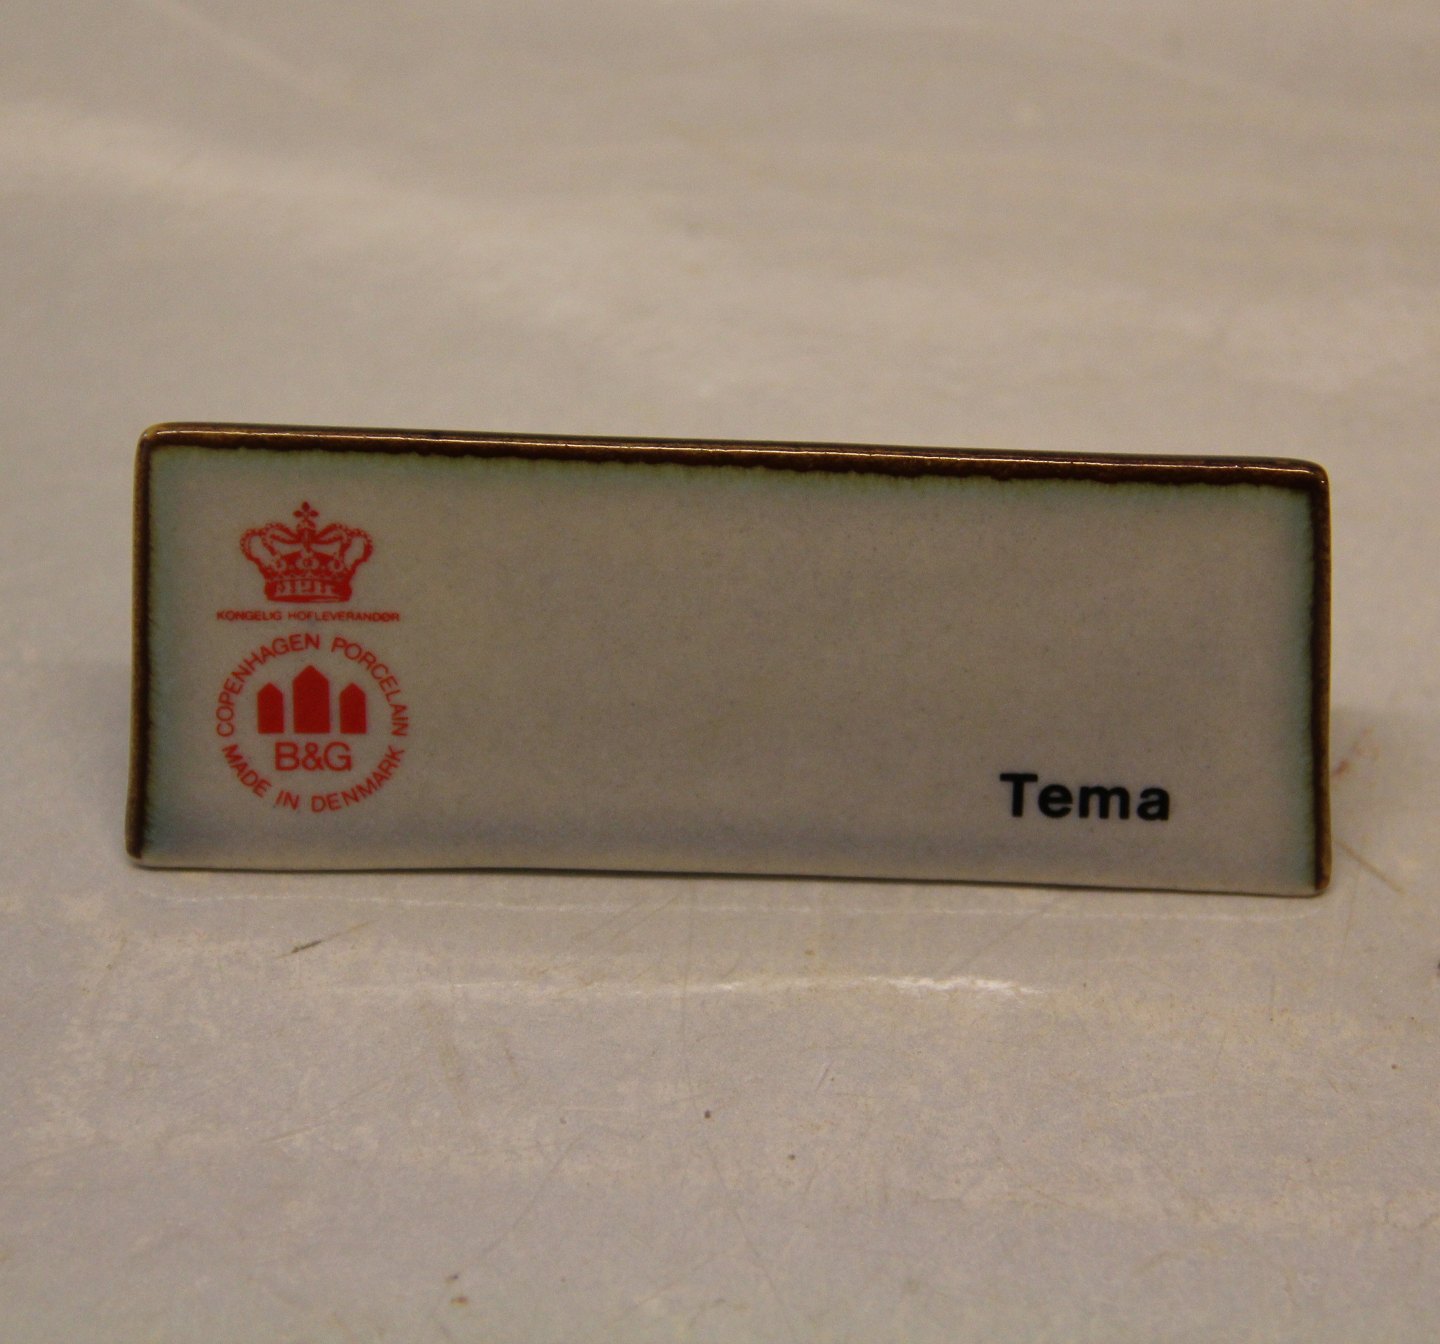 KONGELIG HOFLEVERANDØR
COPENHAGEN PORCELAIN
B&G
MADE IN DENMARK
Tema